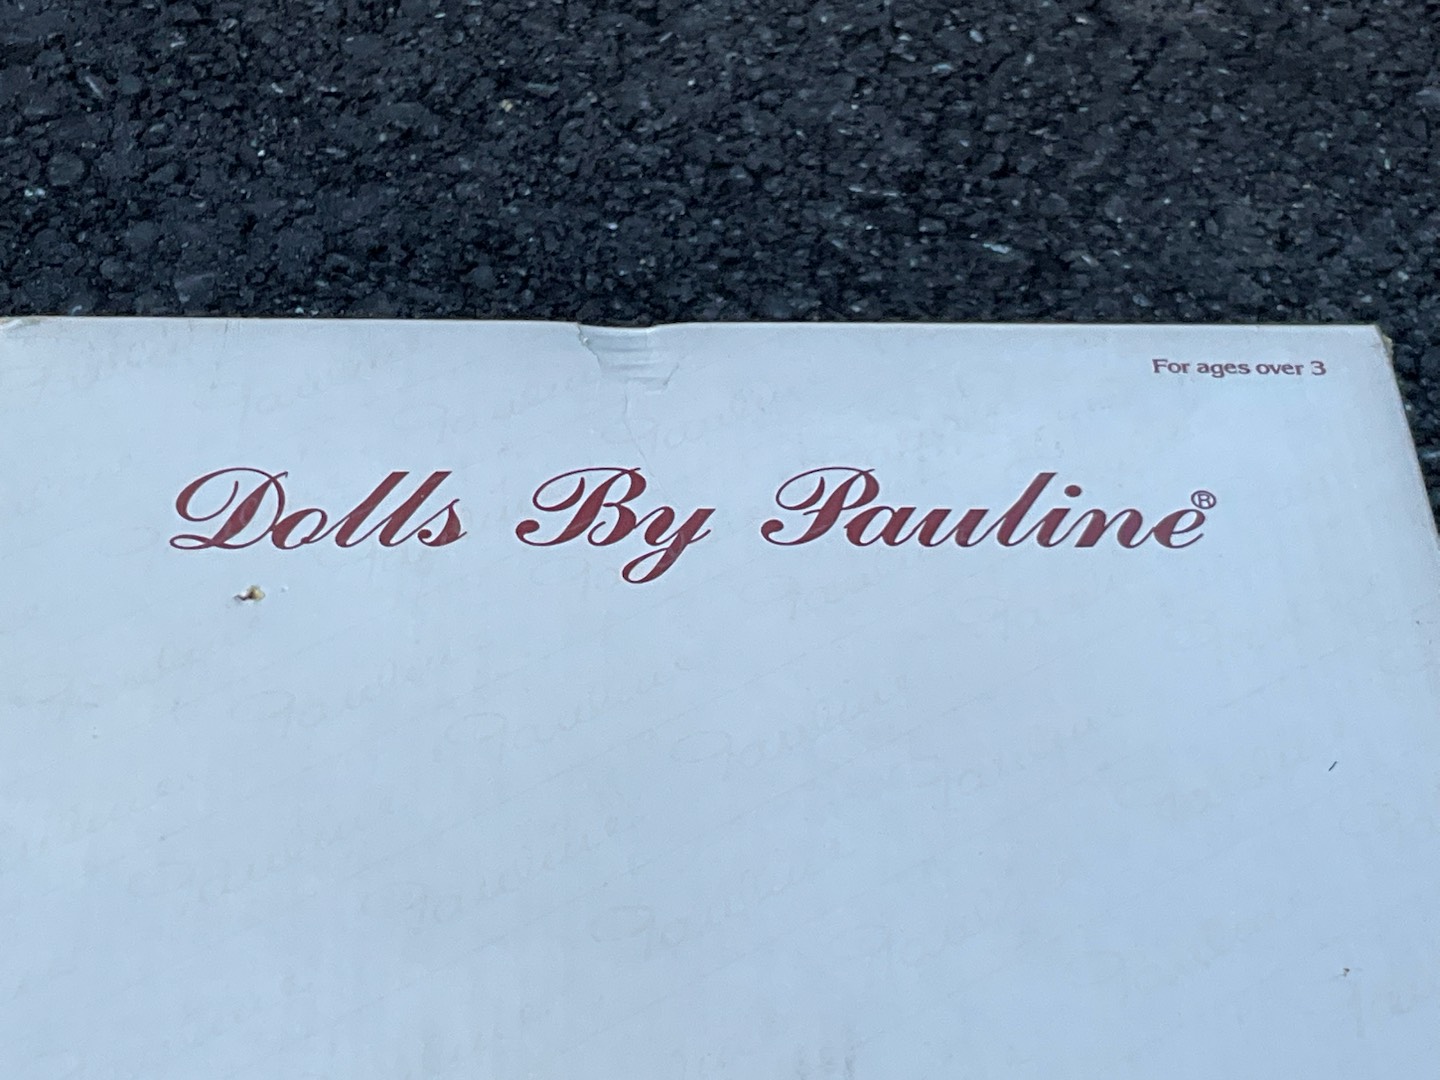 For ages over 3
Dolls By Pauline®